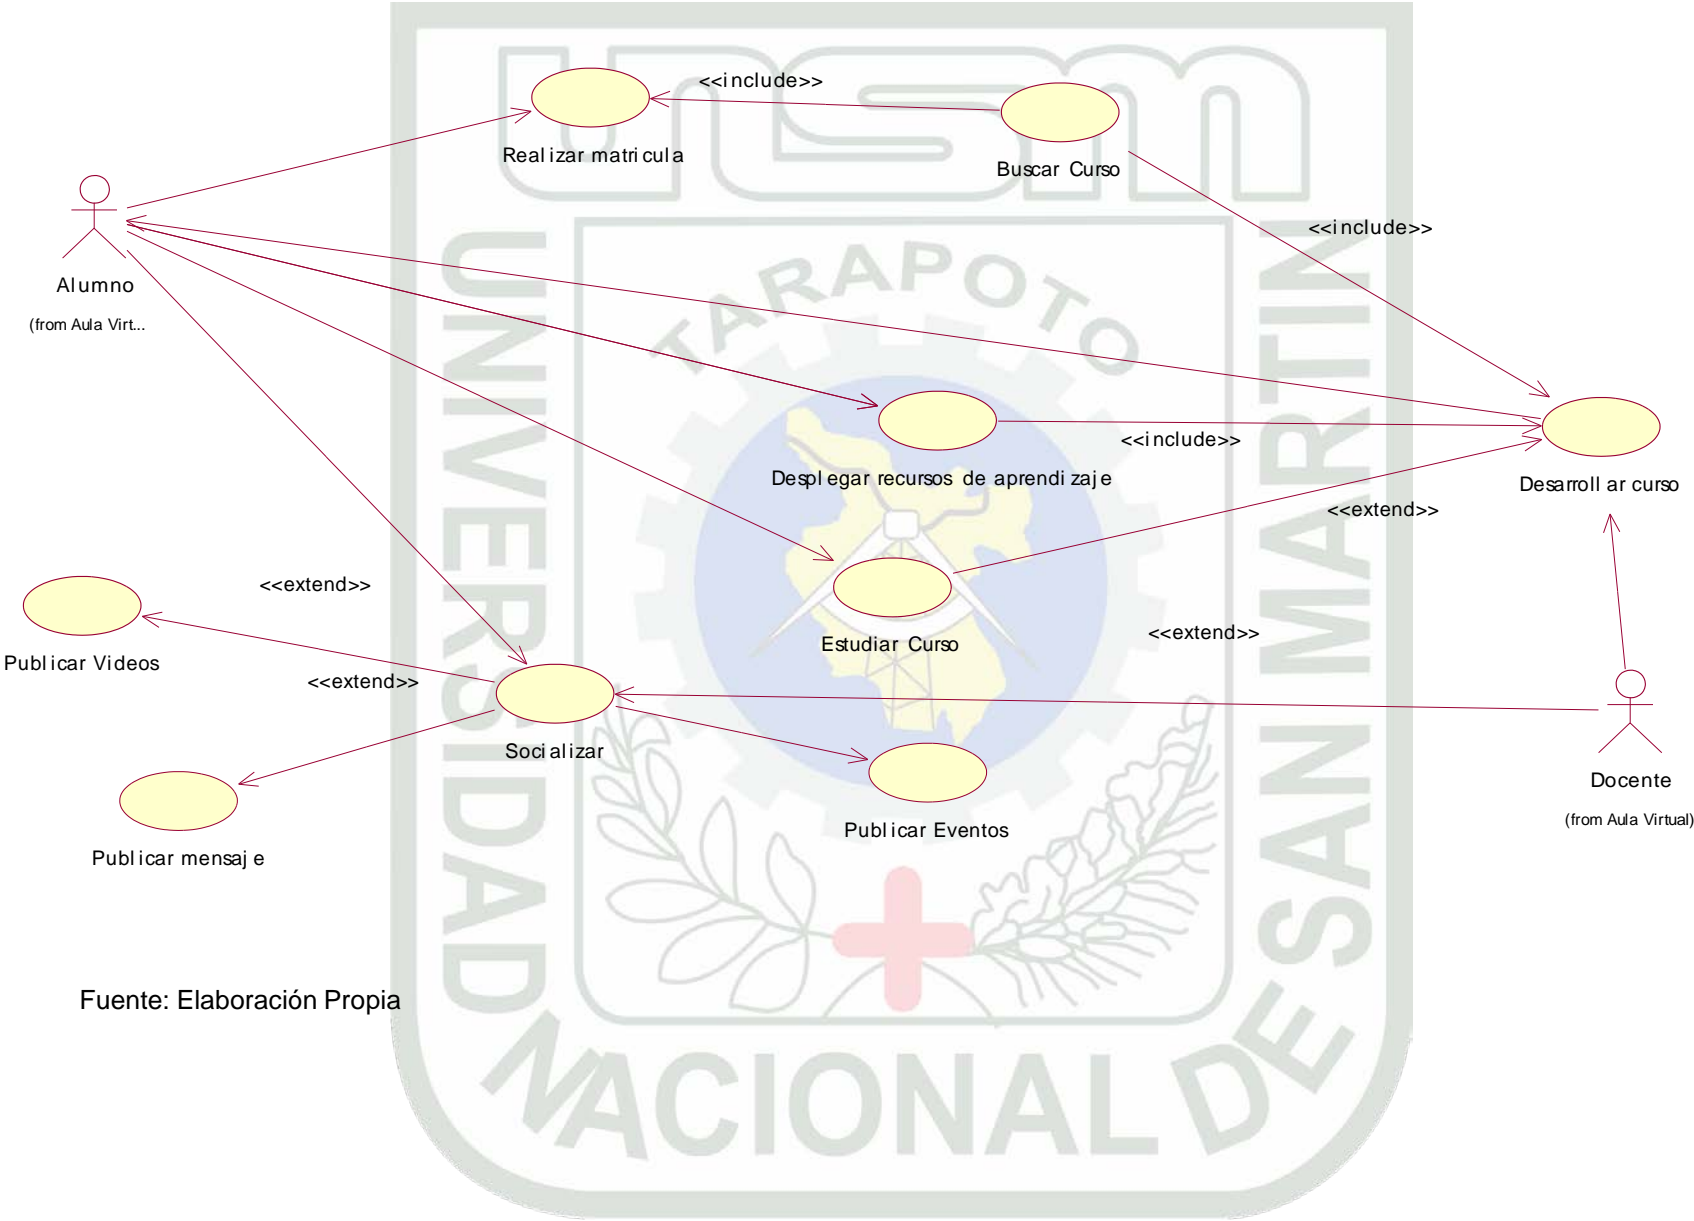 <<include>>
Realizar matricula
Buscar Curso
<<include>>
Alumno
(from Aula Virt...
<<include>>
Desplegar recursos de aprendizaje
Desarrollar curso
<<extend>>
<<extend>>
Publicar Videos
<<extend>>
Estudiar Curso
<<extend>>
Socializar
Docente
(from Aula Virtual)
Publicar mensaje
Publicar Eventos
Fuente: Elaboración Propia
unsm
TARAPOTO
UNIVERSIDAD
NACIONAL DE
SAN MARTIN